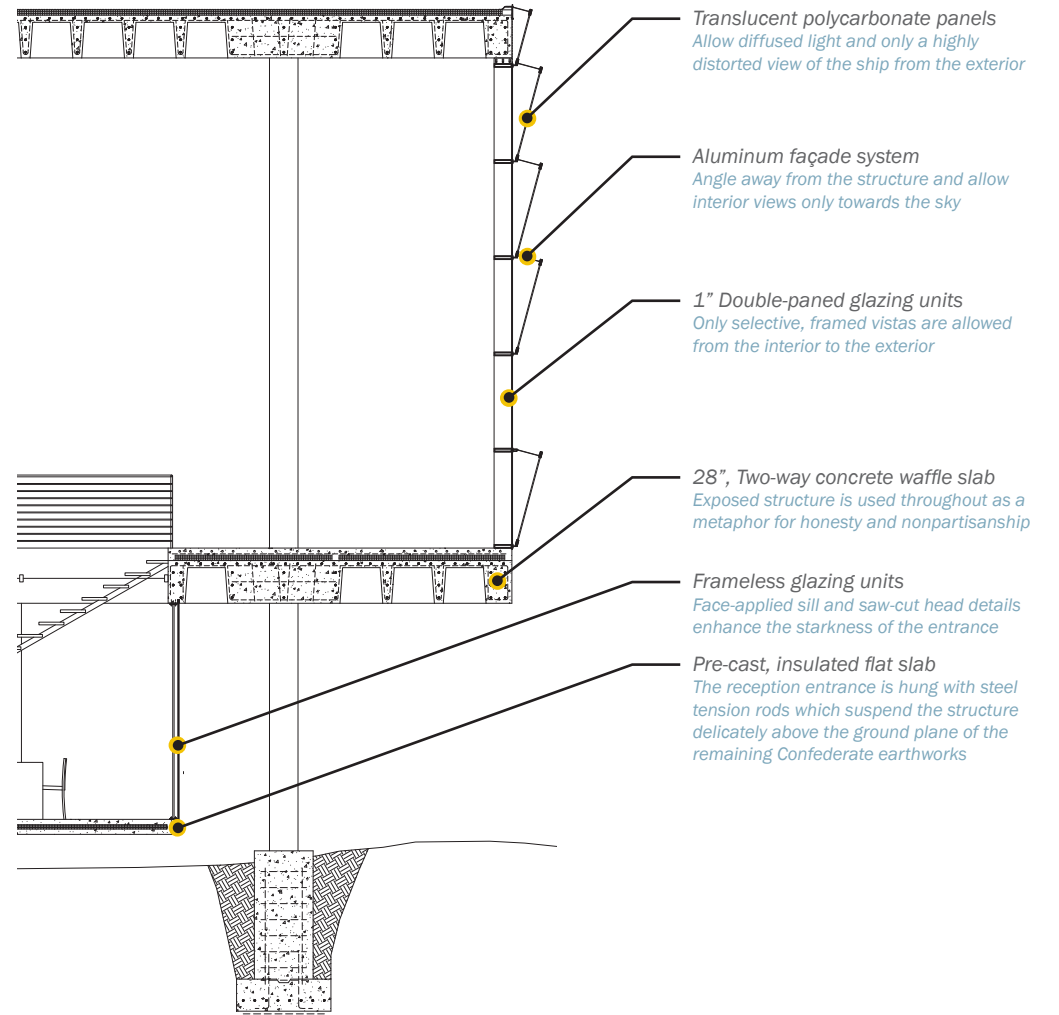 Translucent polycarbonate panels
Allow diffused light and only a highly
distorted view of the ship from the exterior
Aluminum façade system
Angle away from the structure and allow
interior views only towards the sky
1” Double-paned glazing units
Only selective, framed vistas are allowed
from the interior to the exterior
28”, Two-way concrete waffle slab
Exposed structure is used throughout as a
metaphor for honesty and nonpartisanship
Frameless glazing units
Face-applied sill and saw-cut head details
enhance the starkness of the entrance
Pre-cast, insulated flat slab
The reception entrance is hung with steel
tension rods which suspend the structure
delicately above the ground plane of the
remaining Confederate earthworks